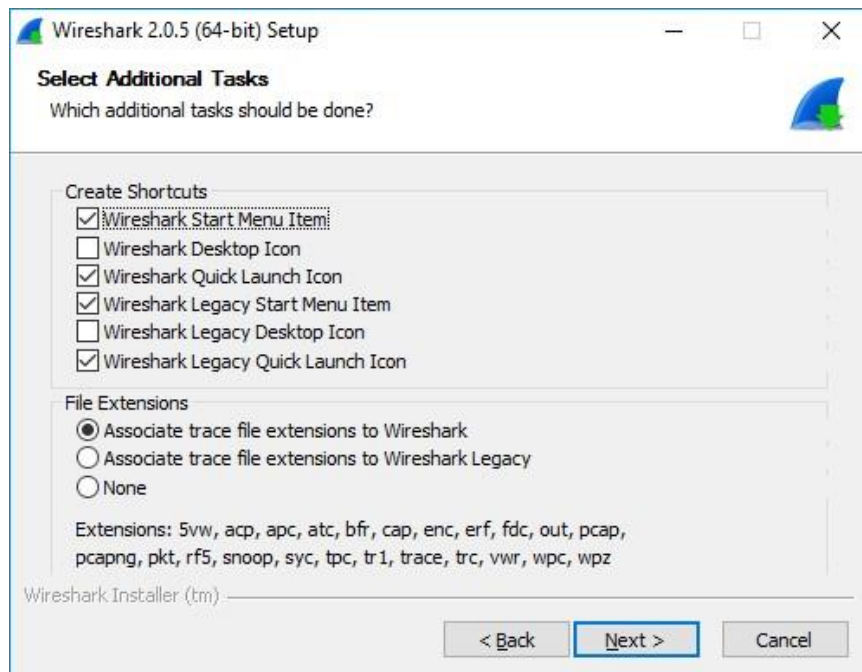 Wireshark 2.0.5 (64-bit) Setup
Select Additional Tasks
Which additional tasks should be done?
Create Shortcuts
Wireshark Start Menu Item
Wireshark Desktop Icon
Wireshark Quick Launch Icon
Wireshark Legacy Start Menu Item
Wireshark Legacy Desktop Icon
Wireshark Legacy Quick Launch Icon
File Extensions
Associate trace file extensions to Wireshark
Associate trace file extensions to Wireshark Legacy
None
Extensions: 5vw, acp, apc, atc, bfr, cap, enc, erf, fdc, out, pcap,
pcapng, pkt, rf5, snoop, syc, tpc, tr1, trace, trc, vwr, wpc, wpz
Wireshark Installer (tm)
< Back Next > Cancel